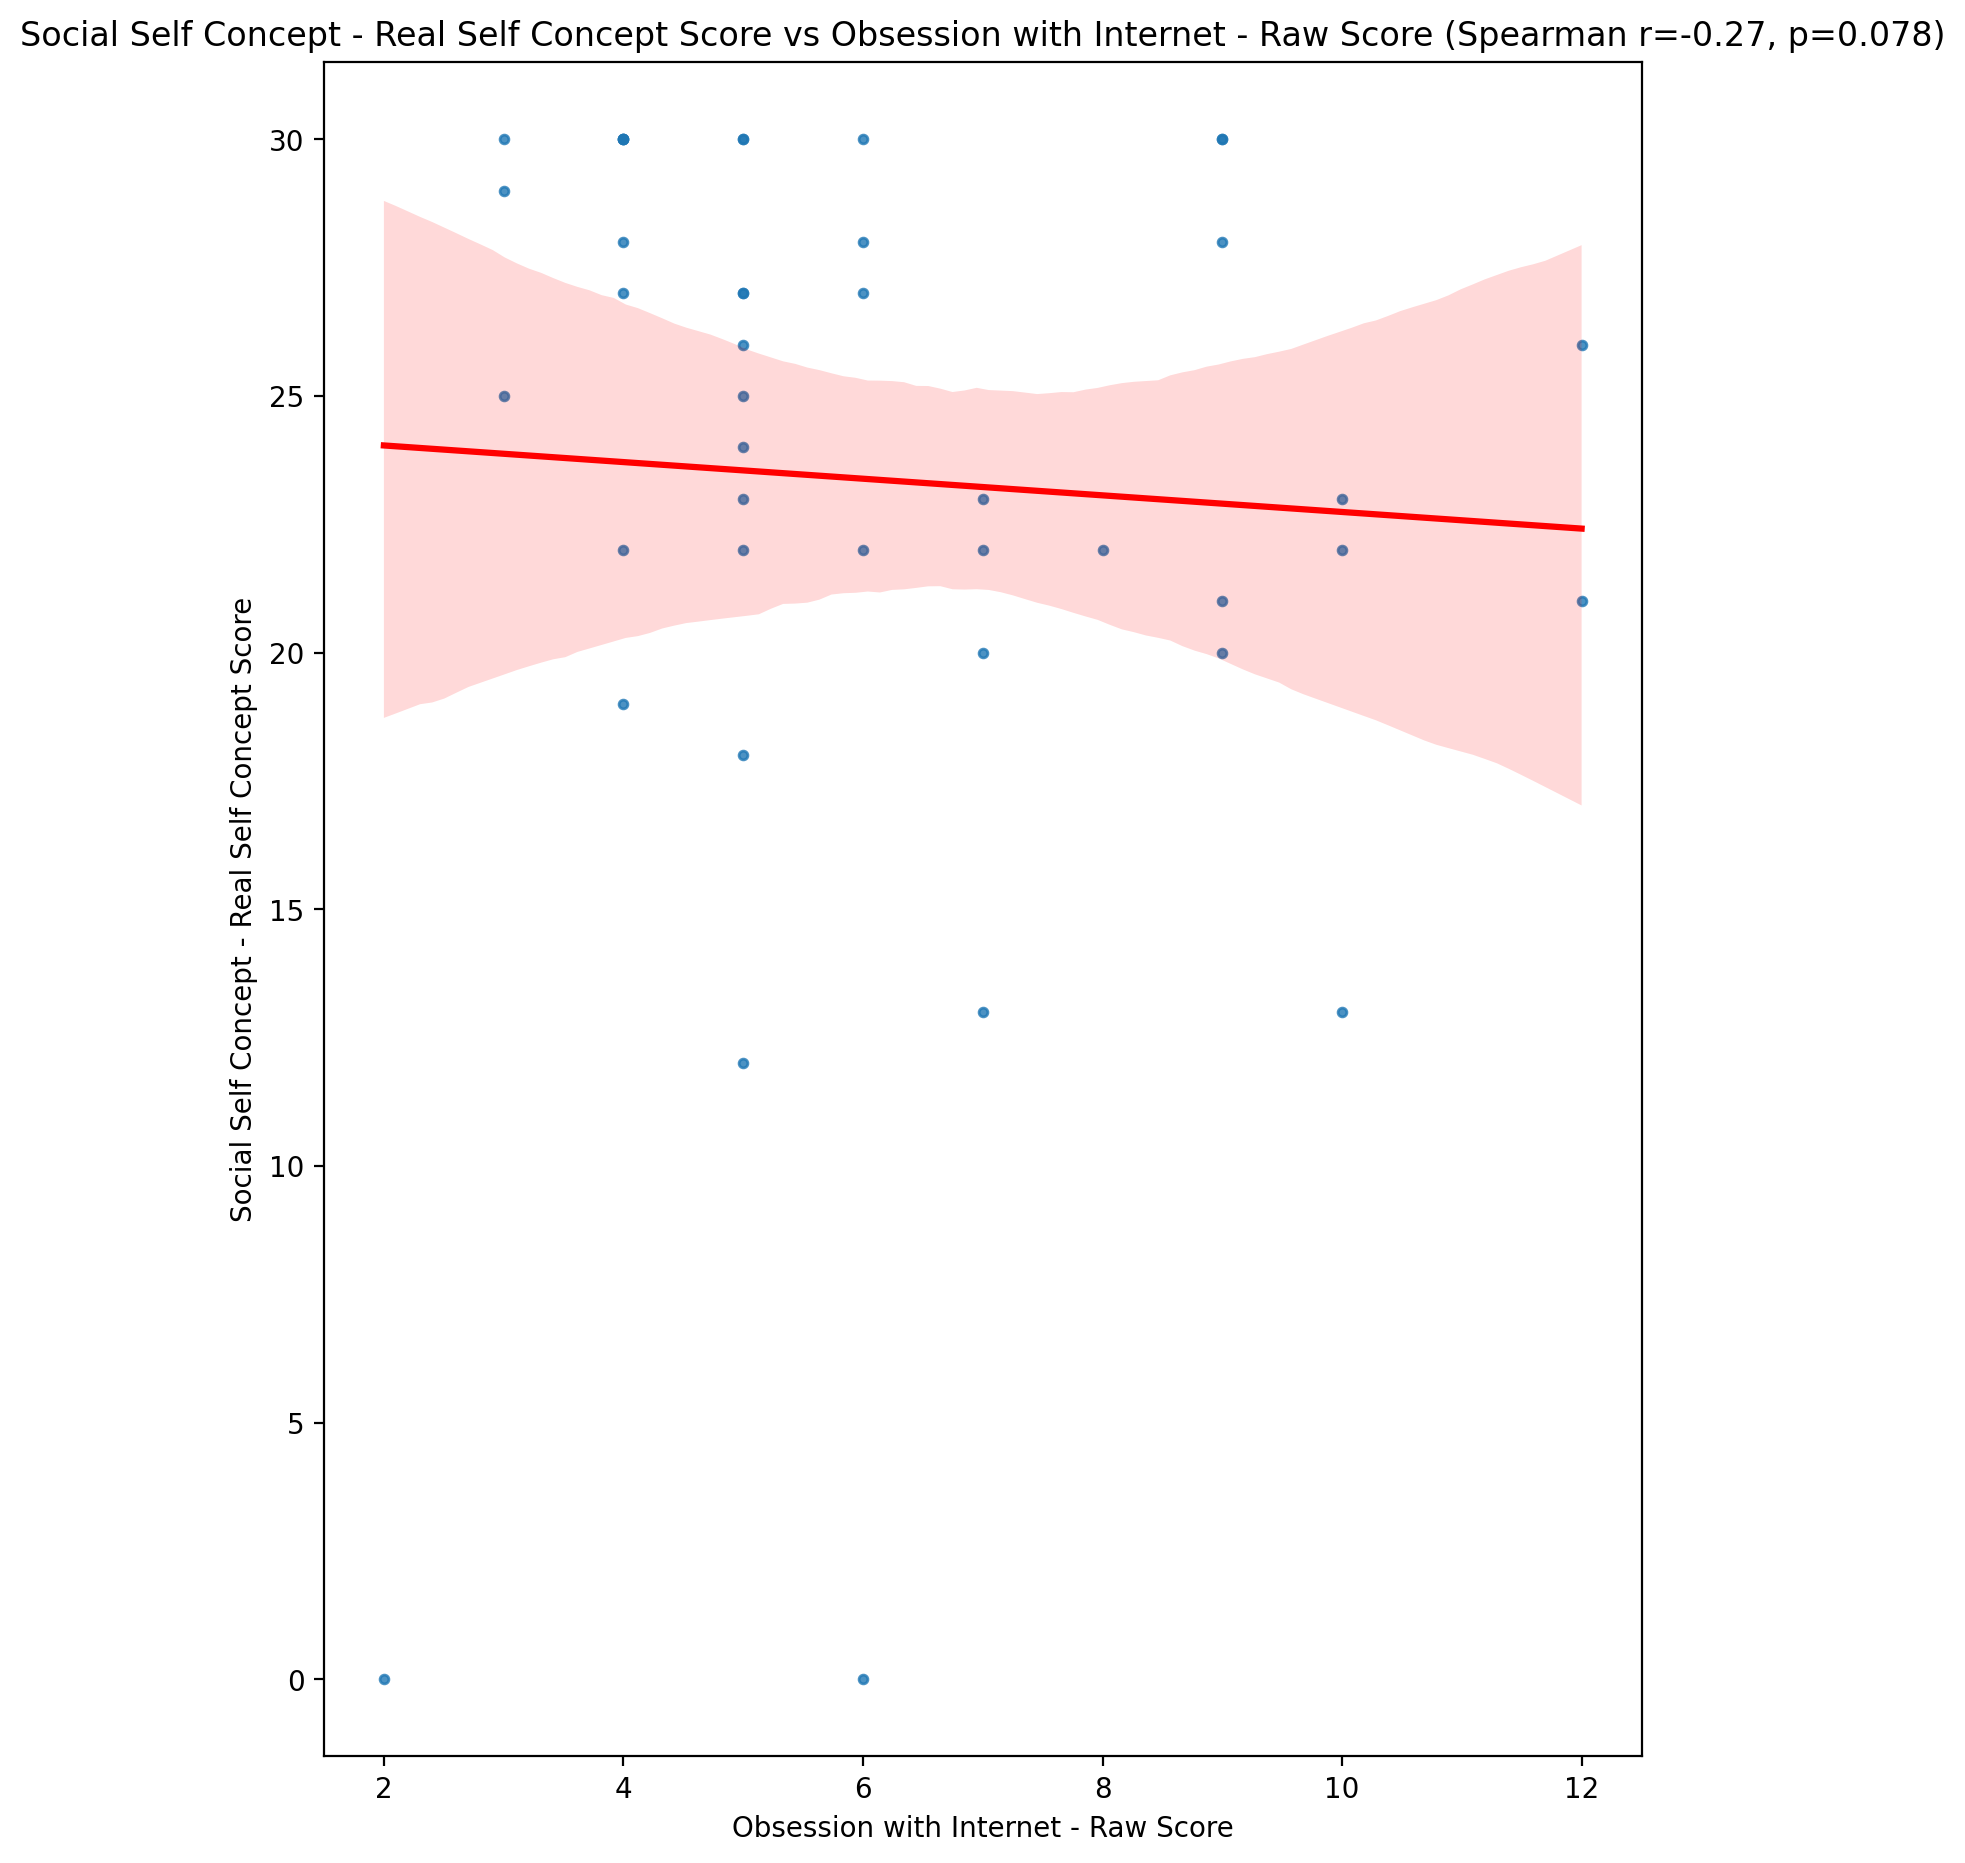 Social Self Concept - Real Self Concept Score vs Obsession with Internet - Raw Score (Spearman r=-0.27, p=0.078)
Social Self Concept - Real Self Concept Score
30
25
20
15
10
5
0
2 4 6 8 10 12
Obsession with Internet - Raw Score